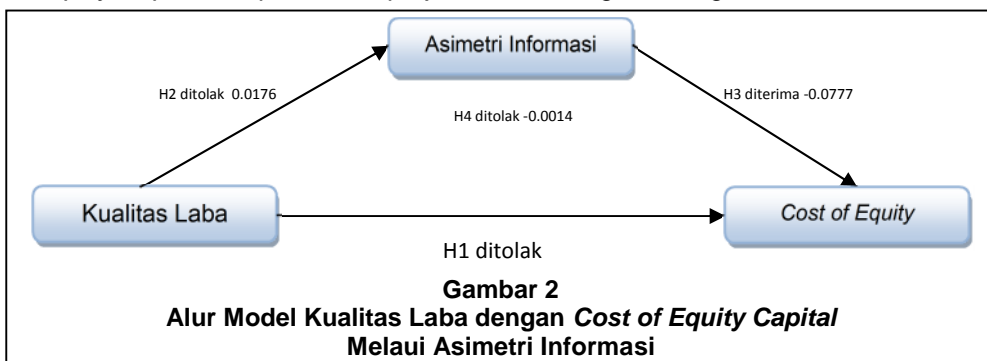 Asimetri Informasi
H2 ditolak 0.0176
H3 diterima -0.0777
H4 ditolak -0.0014
Kualitas Laba
Cost of Equity
H1 ditolak
Gambar 2
Alur Model Kualitas Laba dengan Cost of Equity Capital
Melaui Asimetri Informasi